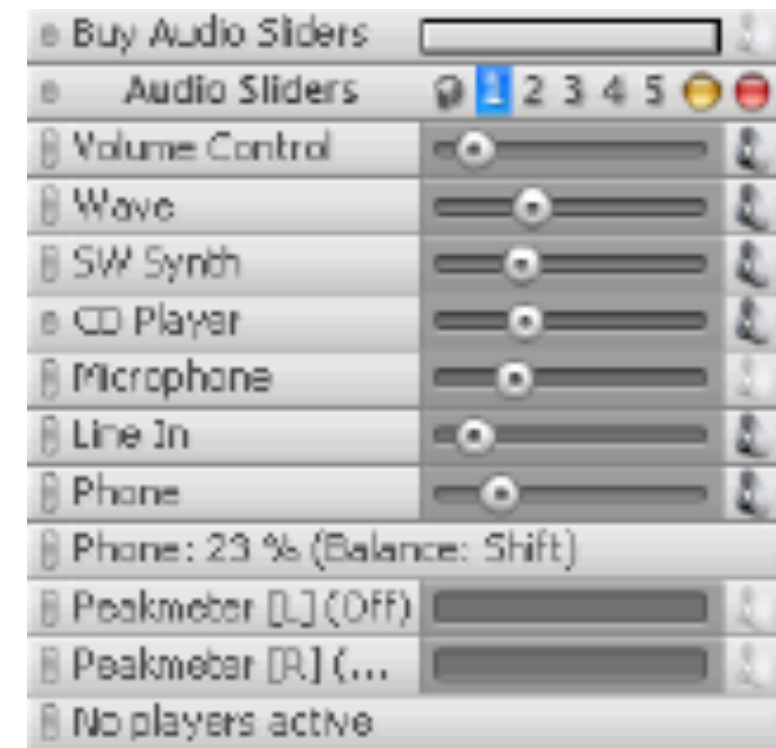 Buy Audio Sliders
Audio Sliders 1 2 3 4 5
Volume Control
Wave
SW Synth
CD Player
Microphone
Line In
Phone
Phone: 23 % (Balance: Shift)
Peakmeter [L] (Off)
Peakmeter [R] (...
No players active